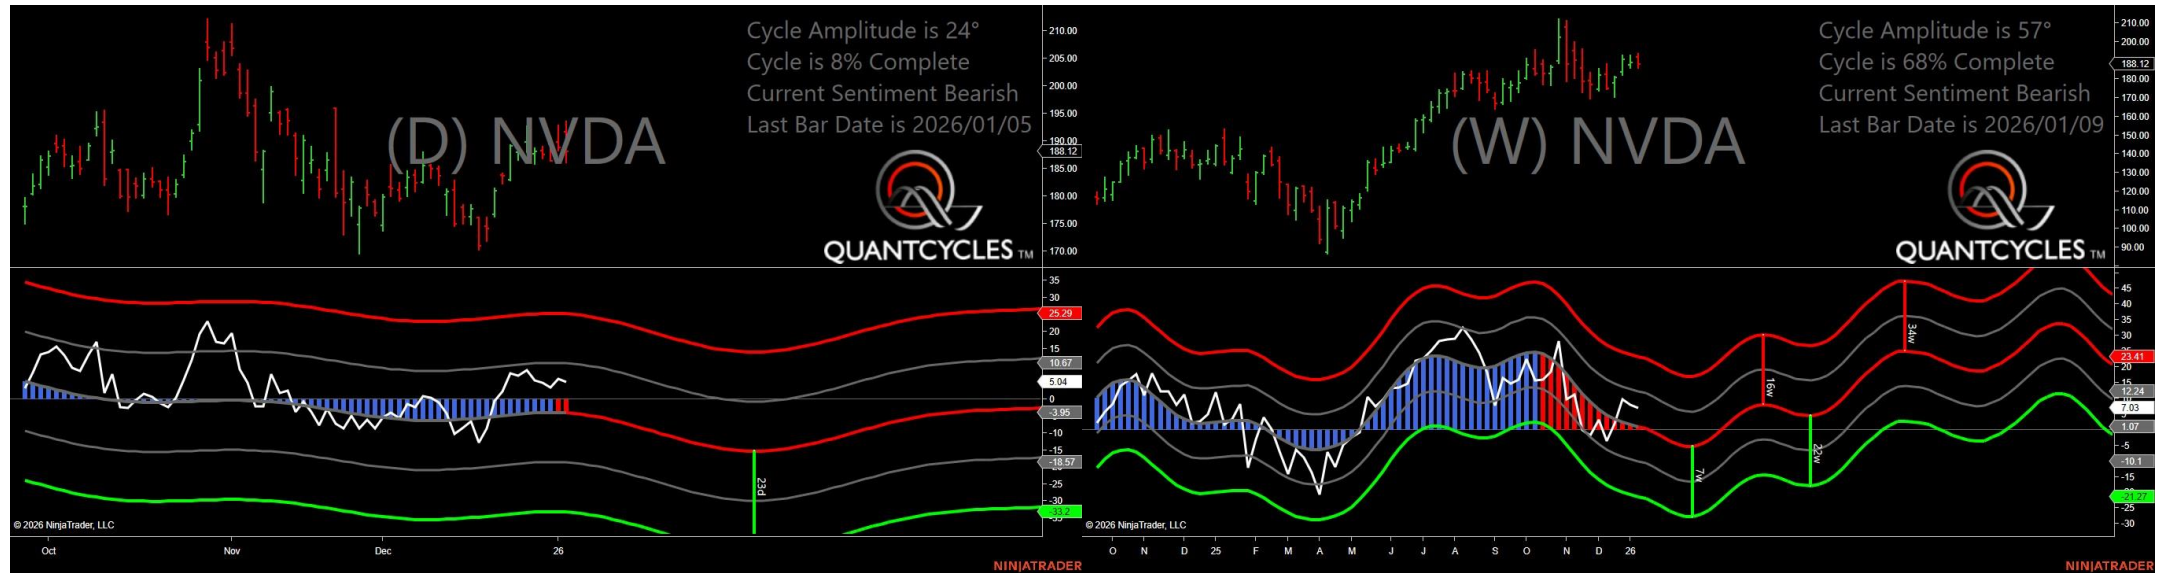 Cycle Amplitude is 24°
Cycle is 8% Complete
Current Sentiment Bearish
Last Bar Date is 2026/01/05
(D) NVDA
QUANTCYCLES TM
210.00
205.00
200.00
195.00
190.00
188.12
185.00
180.00
175.00
170.00
35
30
25.29
20
15
10.67
5.04
0
-3.95
-10
-15
-18.57
-25
-30
-33.2
23d
© 2026 NinjaTrader, LLC
Oct
Nov
Dec
26
NINJATRADER
Cycle Amplitude is 57°
Cycle is 68% Complete
Current Sentiment Bearish
Last Bar Date is 2026/01/09
(W) NVDA
QUANTCYCLES TM
210.00
200.00
188.12
180.00
170.00
160.00
150.00
140.00
130.00
120.00
110.00
100.00
90.00
45
40
35
30
23.41
20
15
12.24
7.03
1.07
-5
-10.1
-15
-21.27
-25
-30
7w
16w
22w
34w
© 2026 NinjaTrader, LLC
O
N
D
25
F
M
A
M
J
J
A
S
O
N
D
26
NINJATRADER